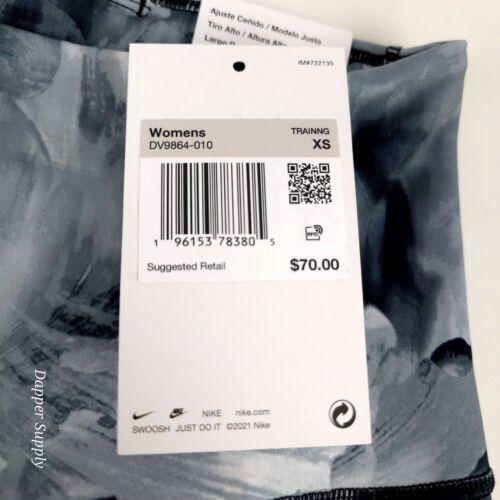 Ajuste Ceñido / Modelo Justo
Tiro Alto / Altura Alta
IM#722135
Womens
TRAINNG
DV9864-010
XS
1 96153 78380 5
RFID
Suggested Retail
$70.00
NIKE nike.com
SWOOSH JUST DO IT ©2021 Nike
Dapper Supply